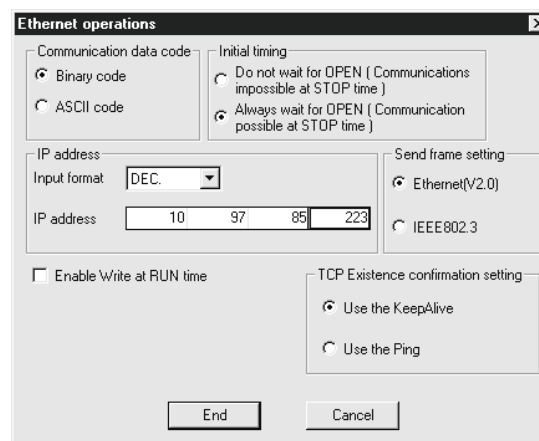 Ethernet operations
Communication data code
Binary code
ASCII code
Initial timing
Do not wait for OPEN ( Communications
impossible at STOP time )
Always wait for OPEN ( Communication
possible at STOP time )
IP address
Input format DEC.
IP address 10 97 85 223
Send frame setting
Ethernet(V2.0)
IEEE802.3
Enable Write at RUN time
TCP Existence confirmation setting
Use the KeepAlive
Use the Ping
End Cancel